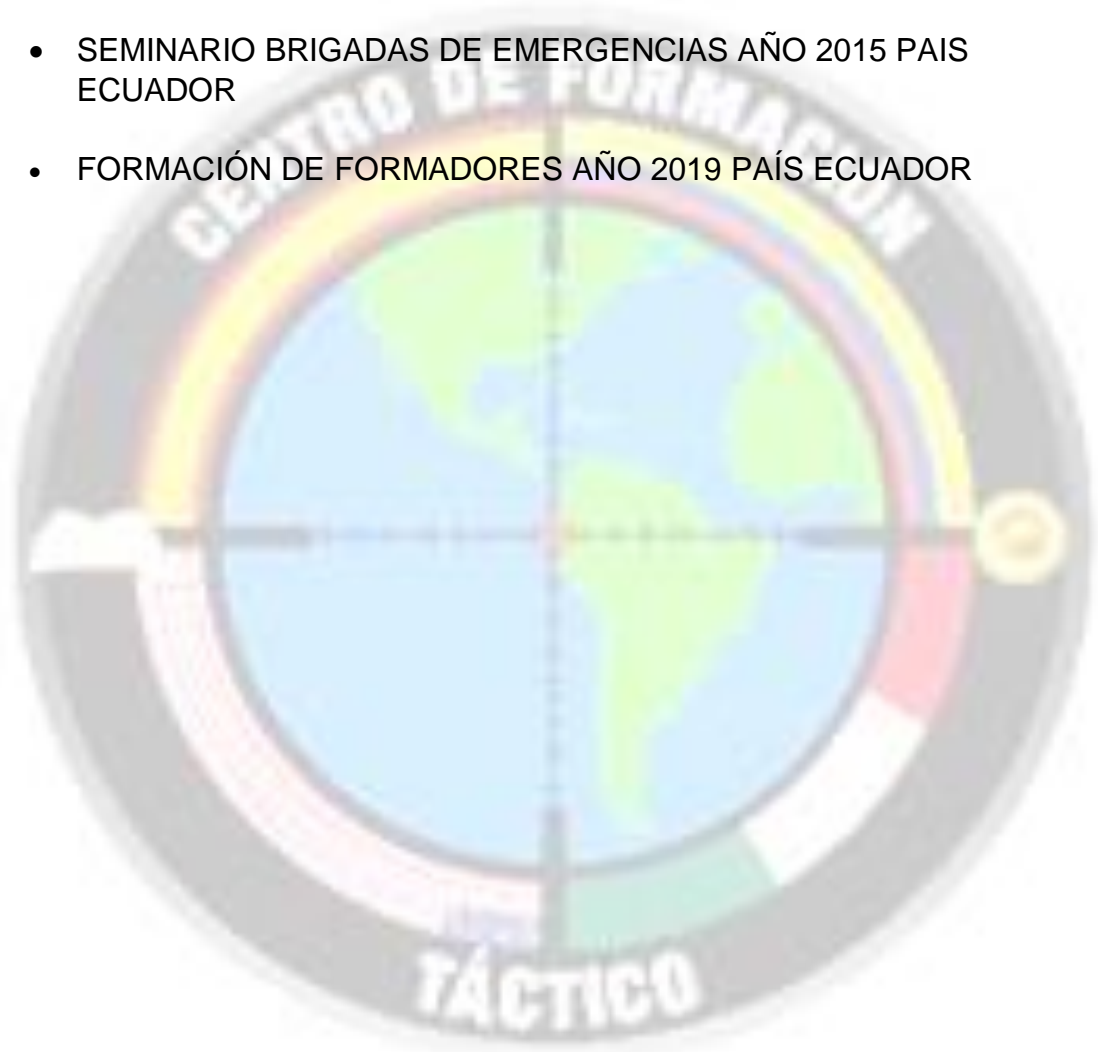 • SEMINARIO BRIGADAS DE EMERGENCIAS AÑO 2015 PAIS
ECUADOR
• FORMACIÓN DE FORMADORES AÑO 2019 PAÍS ECUADOR
CENTRO DE FORMACION
TÁCTICO